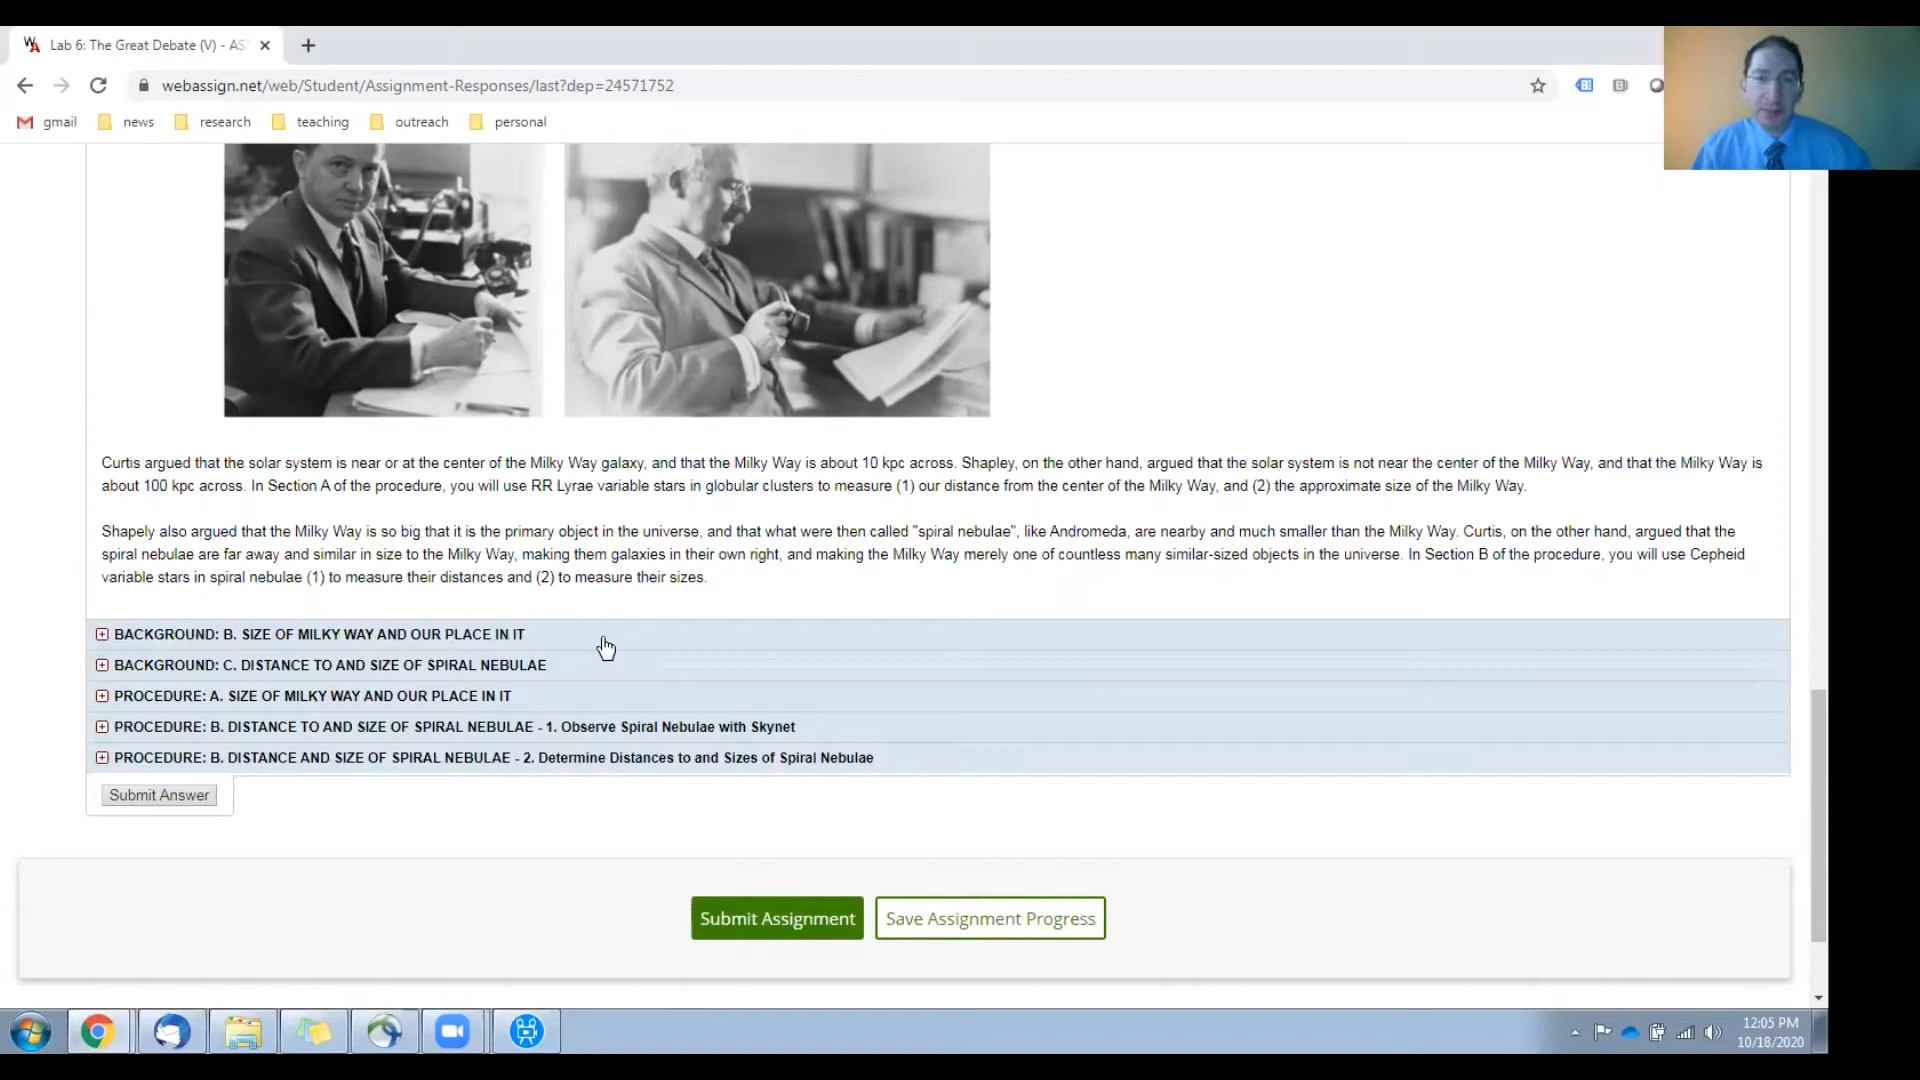 Lab 6: The Great Debate (V) - AS
webassign.net/web/Student/Assignment-Responses/last?dep=24571752
gmail news research teaching outreach personal
Curtis argued that the solar system is near or at the center of the Milky Way galaxy, and that the Milky Way is about 10 kpc across. Shapley, on the other hand, argued that the solar system is not near the center of the Milky Way, and that the Milky Way is
about 100 kpc across. In Section A of the procedure, you will use RR Lyrae variable stars in globular clusters to measure (1) our distance from the center of the Milky Way, and (2) the approximate size of the Milky Way.
Shapely also argued that the Milky Way is so big that it is the primary object in the universe, and that what were then called "spiral nebulae", like Andromeda, are nearby and much smaller than the Milky Way. Curtis, on the other hand, argued that the
spiral nebulae are far away and similar in size to the Milky Way, making them galaxies in their own right, and making the Milky Way merely one of countless many similar-sized objects in the universe. In Section B of the procedure, you will use Cepheid
variable stars in spiral nebulae (1) to measure their distances and (2) to measure their sizes.
BACKGROUND: B. SIZE OF MILKY WAY AND OUR PLACE IN IT
BACKGROUND: C. DISTANCE TO AND SIZE OF SPIRAL NEBULAE
PROCEDURE: A. SIZE OF MILKY WAY AND OUR PLACE IN IT
PROCEDURE: B. DISTANCE TO AND SIZE OF SPIRAL NEBULAE - 1. Observe Spiral Nebulae with Skynet
PROCEDURE: B. DISTANCE AND SIZE OF SPIRAL NEBULAE - 2. Determine Distances to and Sizes of Spiral Nebulae
Submit Answer
Submit Assignment Save Assignment Progress
12:05 PM
10/18/2020